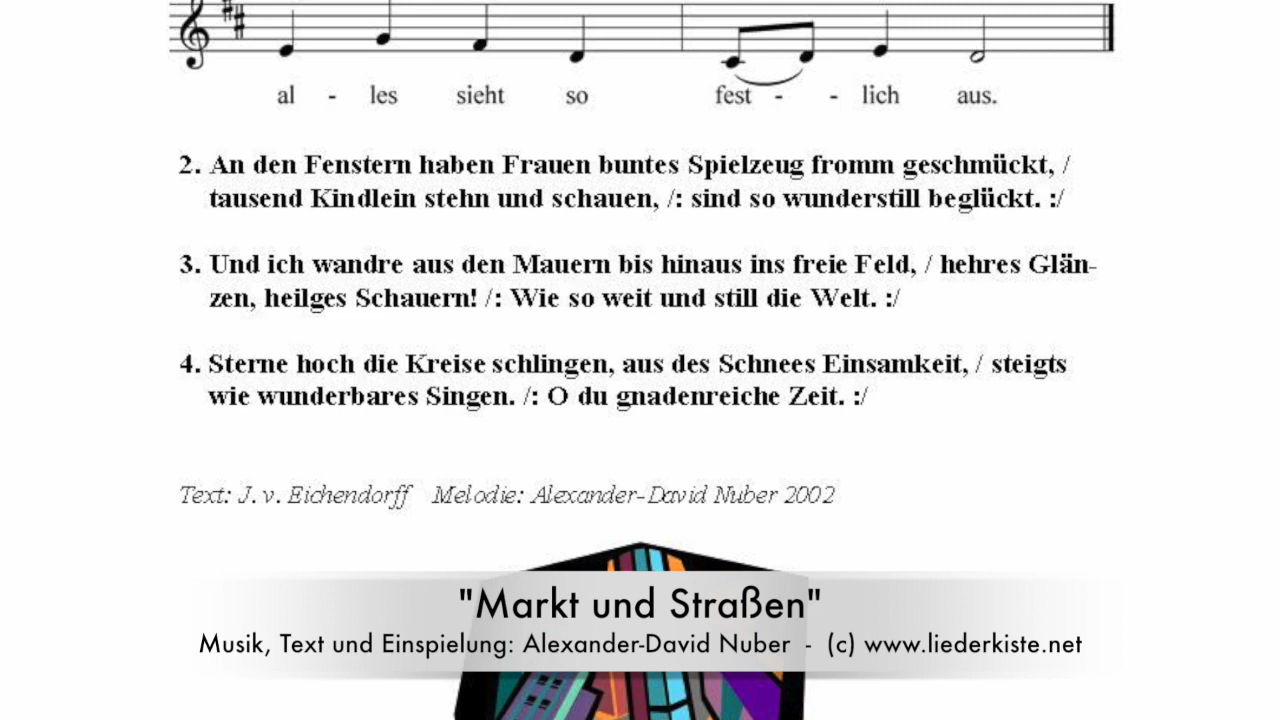 al - les sieht so fest - - lich aus.
2. An den Fenstern haben Frauen buntes Spielzeug fromm geschmückt, /
tausend Kindlein stehn und schauen, /: sind so wunderstill beglückt. :/
3. Und ich wandre aus den Mauern bis hinaus ins freie Feld, / hehres Glän-
zen, heilges Schauern! /: Wie so weit und still die Welt. :/
4. Sterne hoch die Kreise schlingen, aus des Schnees Einsamkeit, / steigts
wie wunderbares Singen. /: O du gnadenreiche Zeit. :/
Text: J. v. Eichendorff Melodie: Alexander-David Nuber 2002
"Markt und Straßen"
Musik, Text und Einspielung: Alexander-David Nuber - (c) www.liederkiste.net